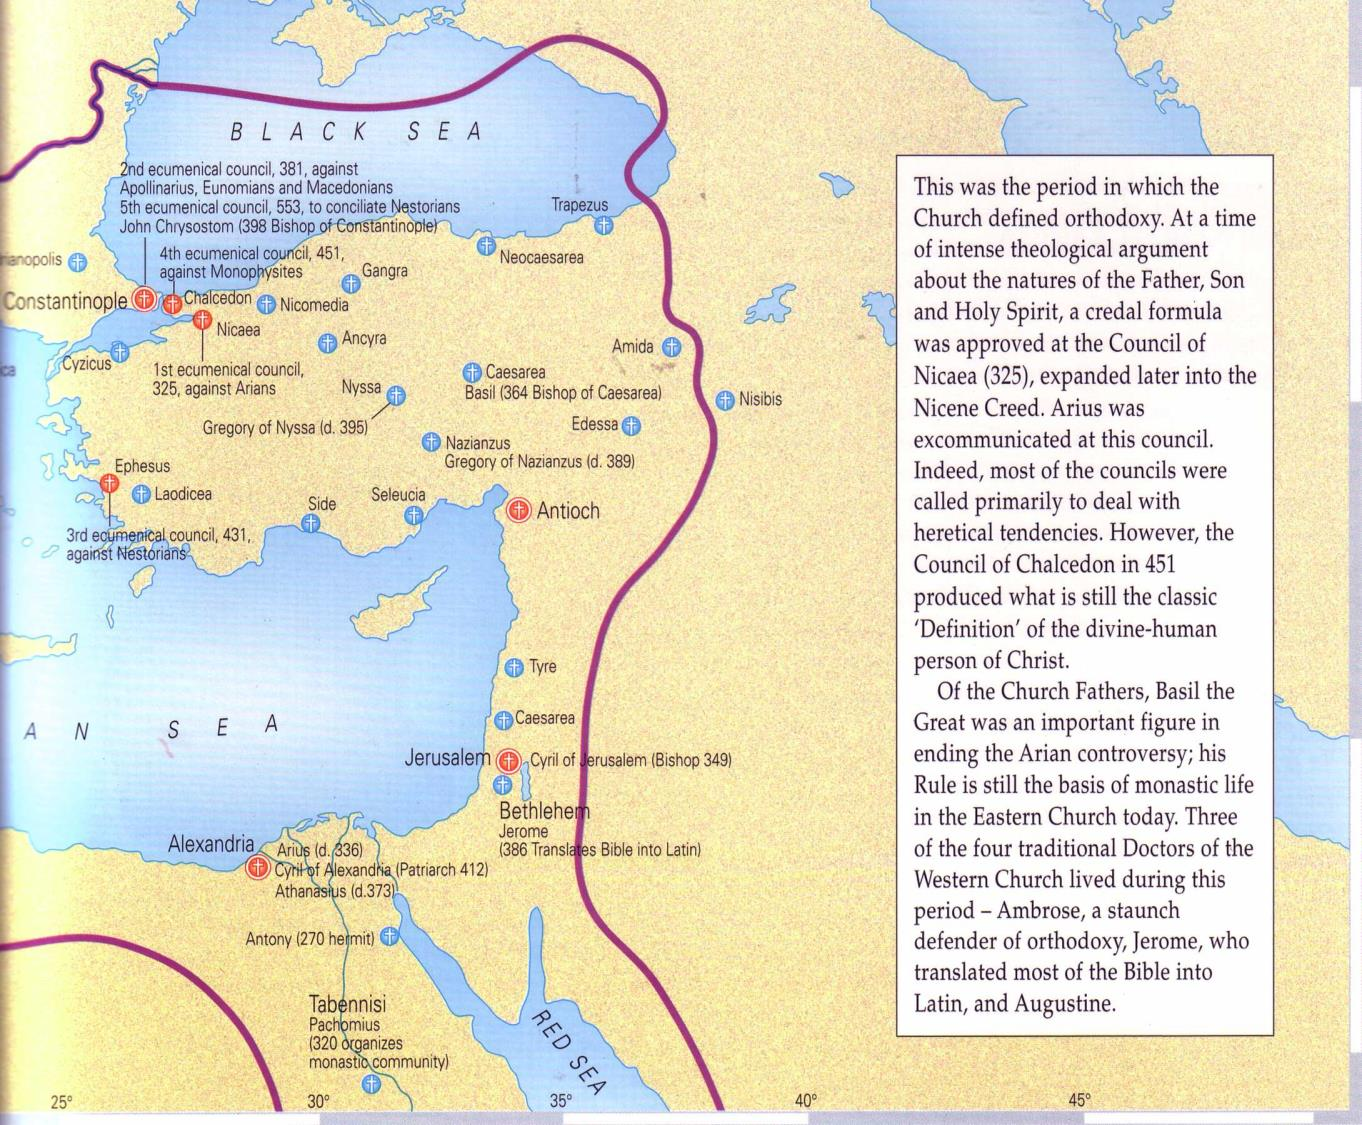 BLACK SEA
2nd ecumenical council, 381, against
Apollinarius, Eunomians and Macedonians
5th ecumenical council, 553, to conciliate Nestorians
John Chrysostom (398 Bishop of Constantinople)
Trapezus
Neocaesarea
4th ecumenical council, 451,
against Monophysites
Gangra
Constantinople
Chalcedon
Nicomedia
Nicaea
Ancyra
Amida
Cyzicus
1st ecumenical council,
325, against Arians
Caesarea
Basil (364 Bishop of Caesarea)
Nyssa
Nisibis
Gregory of Nyssa (d. 395)
Edessa
Nazianzus
Gregory of Nazianzus (d. 389)
Ephesus
Laodicea
Side
Seleucia
Antioch
3rd ecumenical council, 431,
against Nestorians
Tyre
Caesarea
A N SEA
Jerusalem
Cyril of Jerusalem (Bishop 349)
Bethlehem
Jerome
(386 Translates Bible into Latin)
Alexandria
Arius (d. 336)
Cyril of Alexandria (Patriarch 412)
Athanasius (d.373)
Antony (270 hermit)
Tabennisi
Pachomius
(320 organizes
monastic community)
RED SEA
25°
30°
35°
40°
45°
This was the period in which the
Church defined orthodoxy. At a time
of intense theological argument
about the natures of the Father, Son
and Holy Spirit, a credal formula
was approved at the Council of
Nicaea (325), expanded later into the
Nicene Creed. Arius was
excommunicated at this council.
Indeed, most of the councils were
called primarily to deal with
heretical tendencies. However, the
Council of Chalcedon in 451
produced what is still the classic
‘Definition’ of the divine-human
person of Christ.
Of the Church Fathers, Basil the
Great was an important figure in
ending the Arian controversy; his
Rule is still the basis of monastic life
in the Eastern Church today. Three
of the four traditional Doctors of the
Western Church lived during this
period – Ambrose, a staunch
defender of orthodoxy, Jerome, who
translated most of the Bible into
Latin, and Augustine.